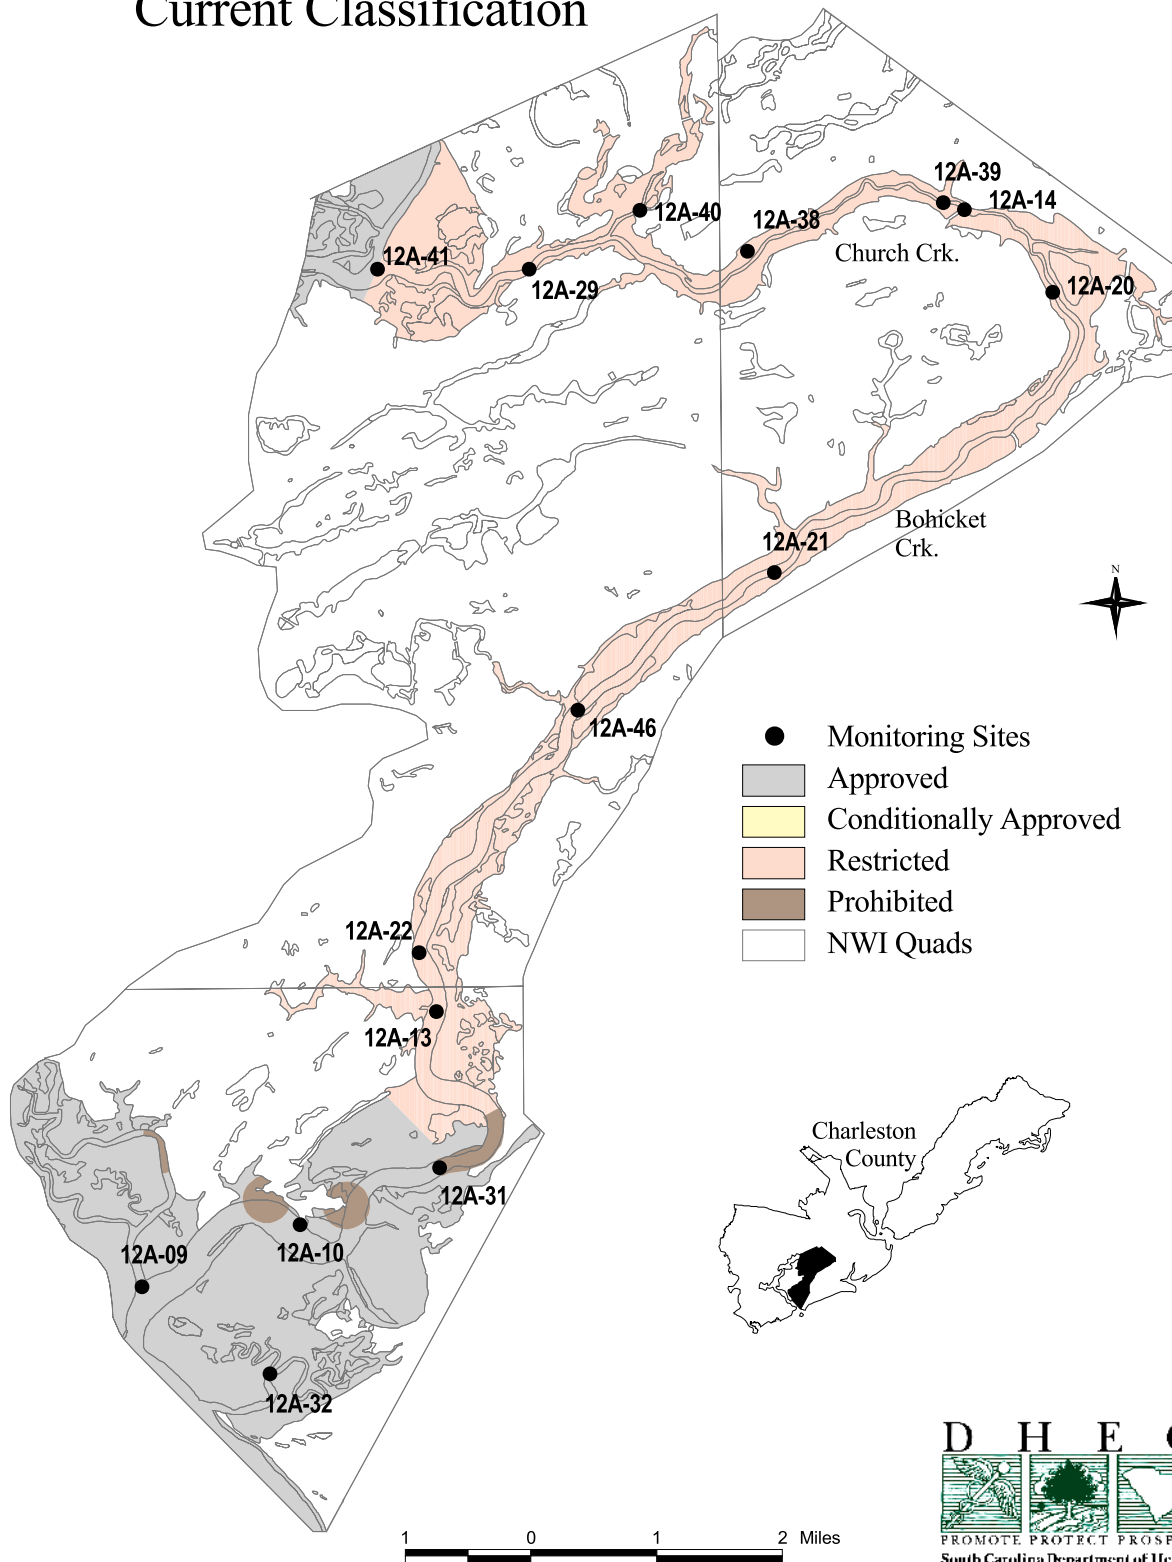 Current Classification
12A-39
12A-14
12A-40
12A-38
Church Crk.
12A-41
12A-29
12A-20
Bohicket
Crk.
12A-21
N
12A-46
Monitoring Sites
Approved
Conditionally Approved
Restricted
Prohibited
NWI Quads
12A-22
12A-13
Charleston
County
12A-31
12A-10
12A-09
12A-32
D H E
PROMOTE PROTECT
South Carolina Department of
1 0 1 2 Miles